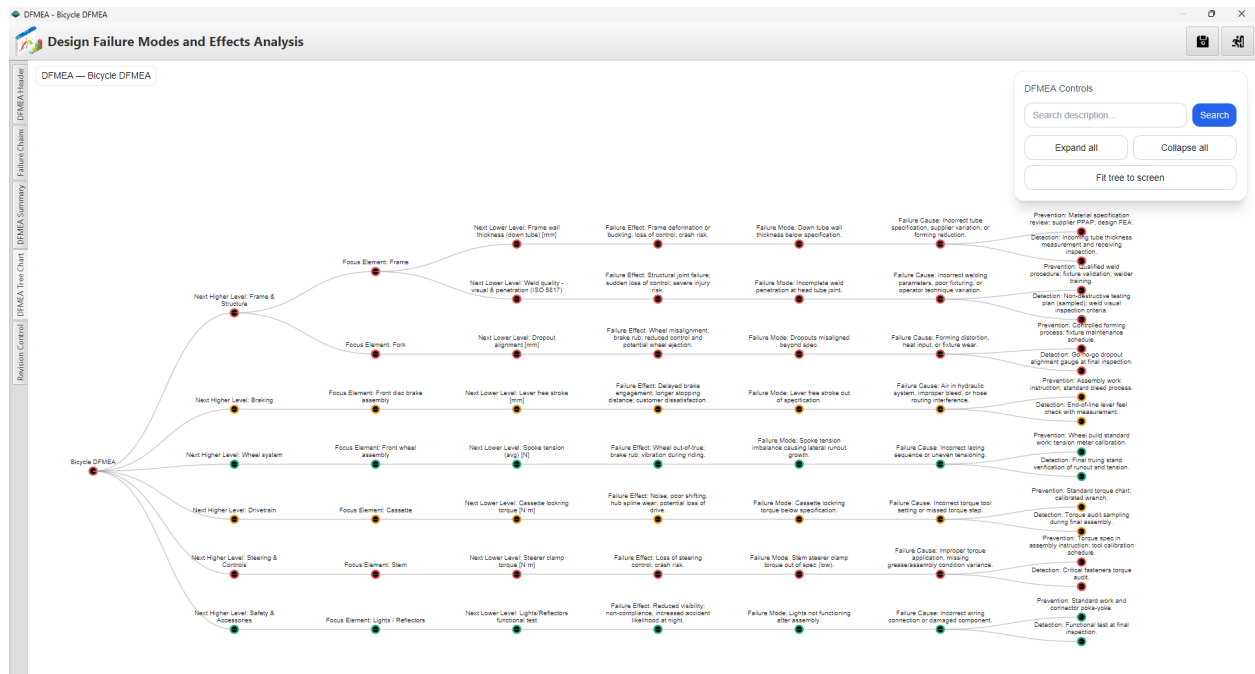 DFMEA - Bicycle DFMEA
Design Failure Modes and Effects Analysis
DFMEA Header
Failure Chains
DFMEA Summary
DFMEA Tree Chart
Revision Control
DFMEA — Bicycle DFMEA
DFMEA Controls
Search description...
Search
Expand all
Collapse all
Fit tree to screen
Bicycle DFMEA
Next Higher Level: Frame &
Structure
Focus Element: Frame
Next Lower Level: Frame wall
thickness (down tube) [mm]
Failure Effect: Frame deformation or
buckling; loss of control; crash risk.
Failure Mode: Down tube wall
thickness below specification.
Failure Cause: Incorrect tube
specification, supplier variation, or
forming reduction.
Prevention: Material specification
review; supplier PPAP; design FEA.
Detection: Incoming tube thickness
measurement and receiving
inspection.
Next Lower Level: Weld quality -
visual & penetration (ISO 5817)
Failure Effect: Structural joint failure;
sudden loss of control; severe injury
risk.
Failure Mode: Incomplete weld
penetration at head tube joint.
Failure Cause: Incorrect welding
parameters, poor fixturing, or
operator technique variation.
Prevention: Qualified weld
procedure; fixture validation; welder
training.
Detection: Non-destructive testing
plan (sampled); weld visual
inspection criteria.
Focus Element: Fork
Next Lower Level: Dropout
alignment [mm]
Failure Effect: Wheel misalignment;
brake rub; reduced control and
potential wheel ejection.
Failure Mode: Dropouts misaligned
beyond spec.
Failure Cause: Forming distortion,
heat input, or fixture wear.
Prevention: Controlled forming
process; fixture maintenance
schedule.
Detection: Go/no-go dropout
alignment gauge at final inspection.
Next Higher Level: Braking
Focus Element: Front disc brake
assembly
Next Lower Level: Lever free stroke
[mm]
Failure Effect: Delayed brake
engagement; longer stopping
distance; customer dissatisfaction.
Failure Mode: Lever free stroke out
of specification.
Failure Cause: Air in hydraulic
system, improper bleed, or hose
routing interference.
Prevention: Assembly work
instruction; standard bleed process.
Detection: End-of-line lever feel
check with measurement.
Next Higher Level: Wheel system
Focus Element: Front wheel
assembly
Next Lower Level: Spoke tension
(avg) [N]
Failure Effect: Wheel out-of-true;
brake rub; vibration during riding.
Failure Mode: Spoke tension
imbalance causing lateral runout
growth.
Failure Cause: Incorrect lacing
sequence or uneven tensioning.
Prevention: Wheel build standard
work; tension meter calibration.
Detection: Final truing stand
verification of runout and tension.
Next Higher Level: Drivetrain
Focus Element: Cassette
Next Lower Level: Cassette lockring
torque [N·m]
Failure Effect: Noise, poor shifting,
hub spline wear; potential loss of
drive.
Failure Mode: Cassette lockring
torque below specification.
Failure Cause: Incorrect torque tool
setting or missed torque step.
Prevention: Standard torque chart;
calibrated wrench.
Detection: Torque audit sampling
during final assembly.
Next Higher Level: Steering &
Controls
Focus Element: Stem
Next Lower Level: Steerer clamp
torque [N·m]
Failure Effect: Loss of steering
control; crash risk.
Failure Mode: Stem steerer clamp
torque out of spec (low).
Failure Cause: Improper torque
application, missing
grease/assembly condition variance.
Prevention: Torque spec in
assembly instruction; tool calibration
schedule.
Detection: Critical fasteners torque
audit.
Next Higher Level: Safety &
Accessories
Focus Element: Lights / Reflectors
Next Lower Level: Lights/Reflectors
functional test
Failure Effect: Reduced visibility;
non-compliance; increased accident
likelihood at night.
Failure Mode: Lights not functioning
after assembly.
Failure Cause: Incorrect wiring
connection or damaged component.
Prevention: Standard work and
connector poka-yoke.
Detection: Functional test at final
inspection.